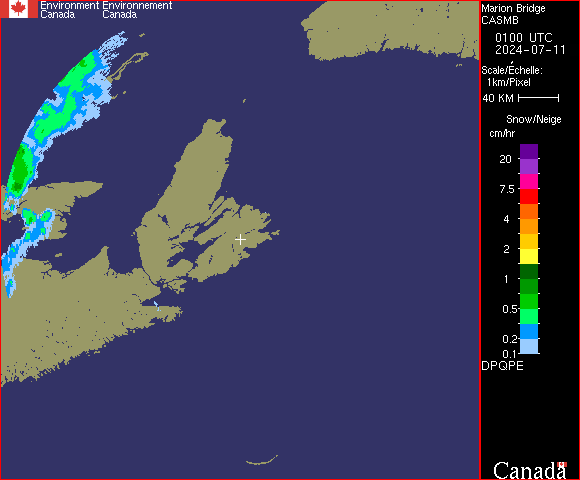 Environment Environnement
Canada Canada
Marion Bridge
CASMB
0100 UTC
2024-07-11
Scale/Échelle:
1km/Pixel
40 KM
Snow/Neige
cm/hr
20
7.5
4
2
1
0.5
0.2
0.1
DPQPE
Canada